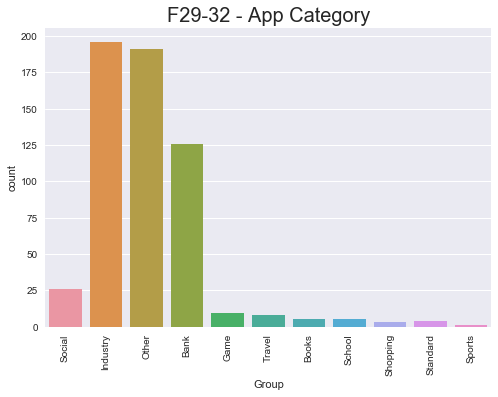 F29-32 - App Category
count
200
175
150
125
100
75
50
25
0
Social
Industry
Other
Bank
Game
Travel
Books
School
Shopping
Standard
Sports
Group